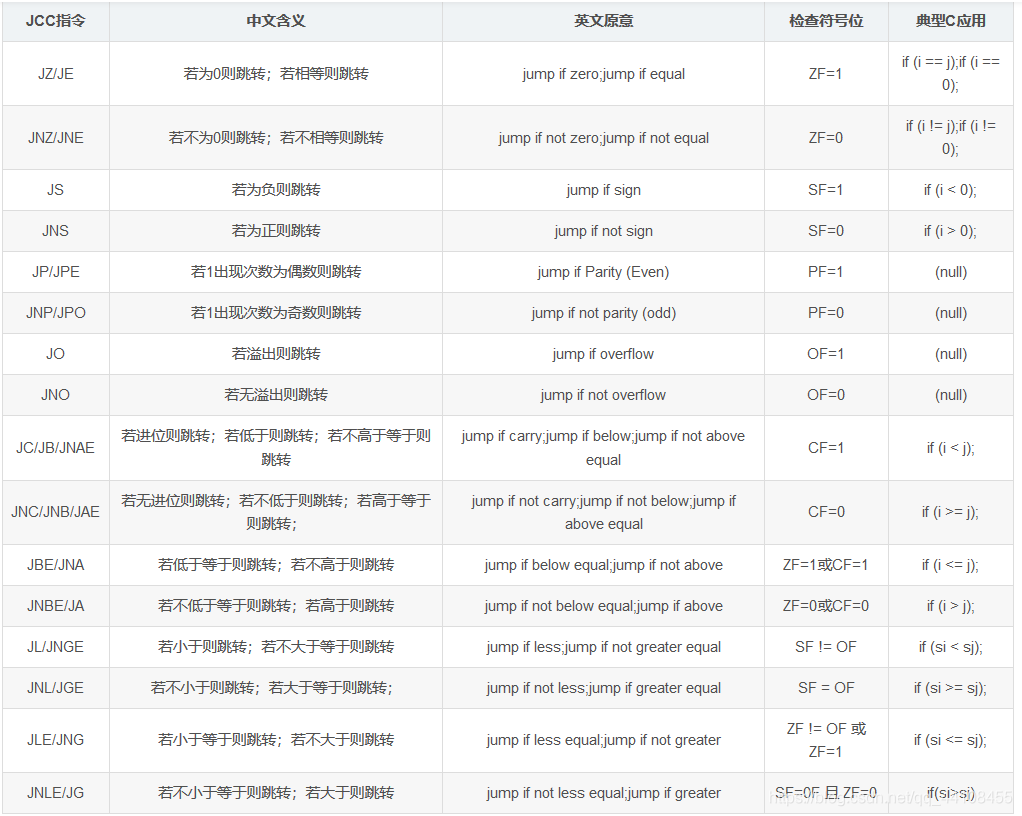 JCC指令 中文含义 英文原意 检查符号位 典型C应用
JZ/JE 若为0则跳转；若相等则跳转 jump if zero;jump if equal ZF=1 if (i == j);if (i ==
0);
JNZ/JNE 若不为0则跳转；若不相等则跳转 jump if not zero;jump if not equal ZF=0 if (i != j);if (i !=
0);
JS 若为负则跳转 jump if sign SF=1 if (i < 0);
JNS 若为正则跳转 jump if not sign SF=0 if (i > 0);
JP/JPE 若1出现次数为偶数则跳转 jump if Parity (Even) PF=1 (null)
JNP/JPO 若1出现次数为奇数则跳转 jump if not parity (odd) PF=0 (null)
JO 若溢出则跳转 jump if overflow OF=1 (null)
JNO 若无溢出则跳转 jump if not overflow OF=0 (null)
JC/JB/JNAE 若进位则跳转；若低于则跳转；若不高于等于则 jump if carry;jump if below;jump if not above CF=1 if (i < j);
跳转 equal
JNC/JNB/JAE 若无进位则跳转；若不低于则跳转；若高于等于 jump if not carry;jump if not below;jump if CF=0 if (i >= j);
则跳转； above equal
JBE/JNA 若低于等于则跳转；若不高于则跳转 jump if below equal;jump if not above ZF=1或CF=1 if (i <= j);
JNBE/JA 若不低于等于则跳转；若高于则跳转 jump if not below equal;jump if above ZF=0或CF=0 if (i > j);
JL/JNGE 若小于则跳转；若不大于等于则跳转 jump if less;jump if not greater equal SF != OF if (si < sj);
JNL/JGE 若不小于则跳转；若大于等于则跳转； jump if not less;jump if greater equal SF = OF if (si >= sj);
JLE/JNG 若小于等于则跳转；若不大于则跳转 jump if less equal;jump if not greater ZF != OF 或 if (si <= sj);
ZF=1
JNLE/JG 若不小于等于则跳转；若大于则跳转 jump if not less equal;jump if greater SF=0F 且 ZF=0 if(si>sj)